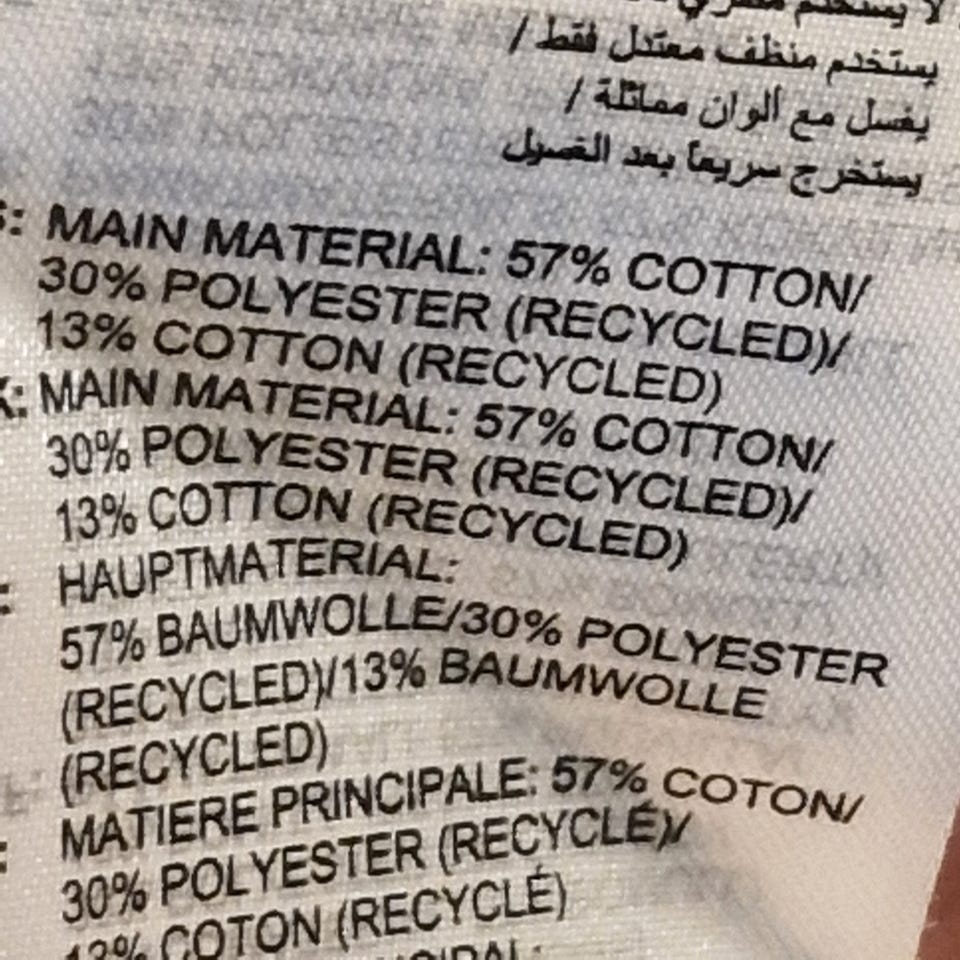 لا يستخدم
يستخدم منظف معتدل فقط /
يغسل مع ألوان مماثلة /
يستخرج سريعاً بعد الغسيل
S: MAIN MATERIAL: 57% COTTON/
30% POLYESTER (RECYCLED)/
13% COTTON (RECYCLED)
K: MAIN MATERIAL: 57% COTTON/
30% POLYESTER (RECYCLED)/
13% COTTON (RECYCLED)
: HAUPTMATERIAL:
57% BAUMWOLLE/30% POLYESTER
(RECYCLED)/13% BAUMWOLLE
(RECYCLED)
: MATIERE PRINCIPALE: 57% COTON/
30% POLYESTER (RECYCLÉ)/
13% COTON (RECYCLÉ)